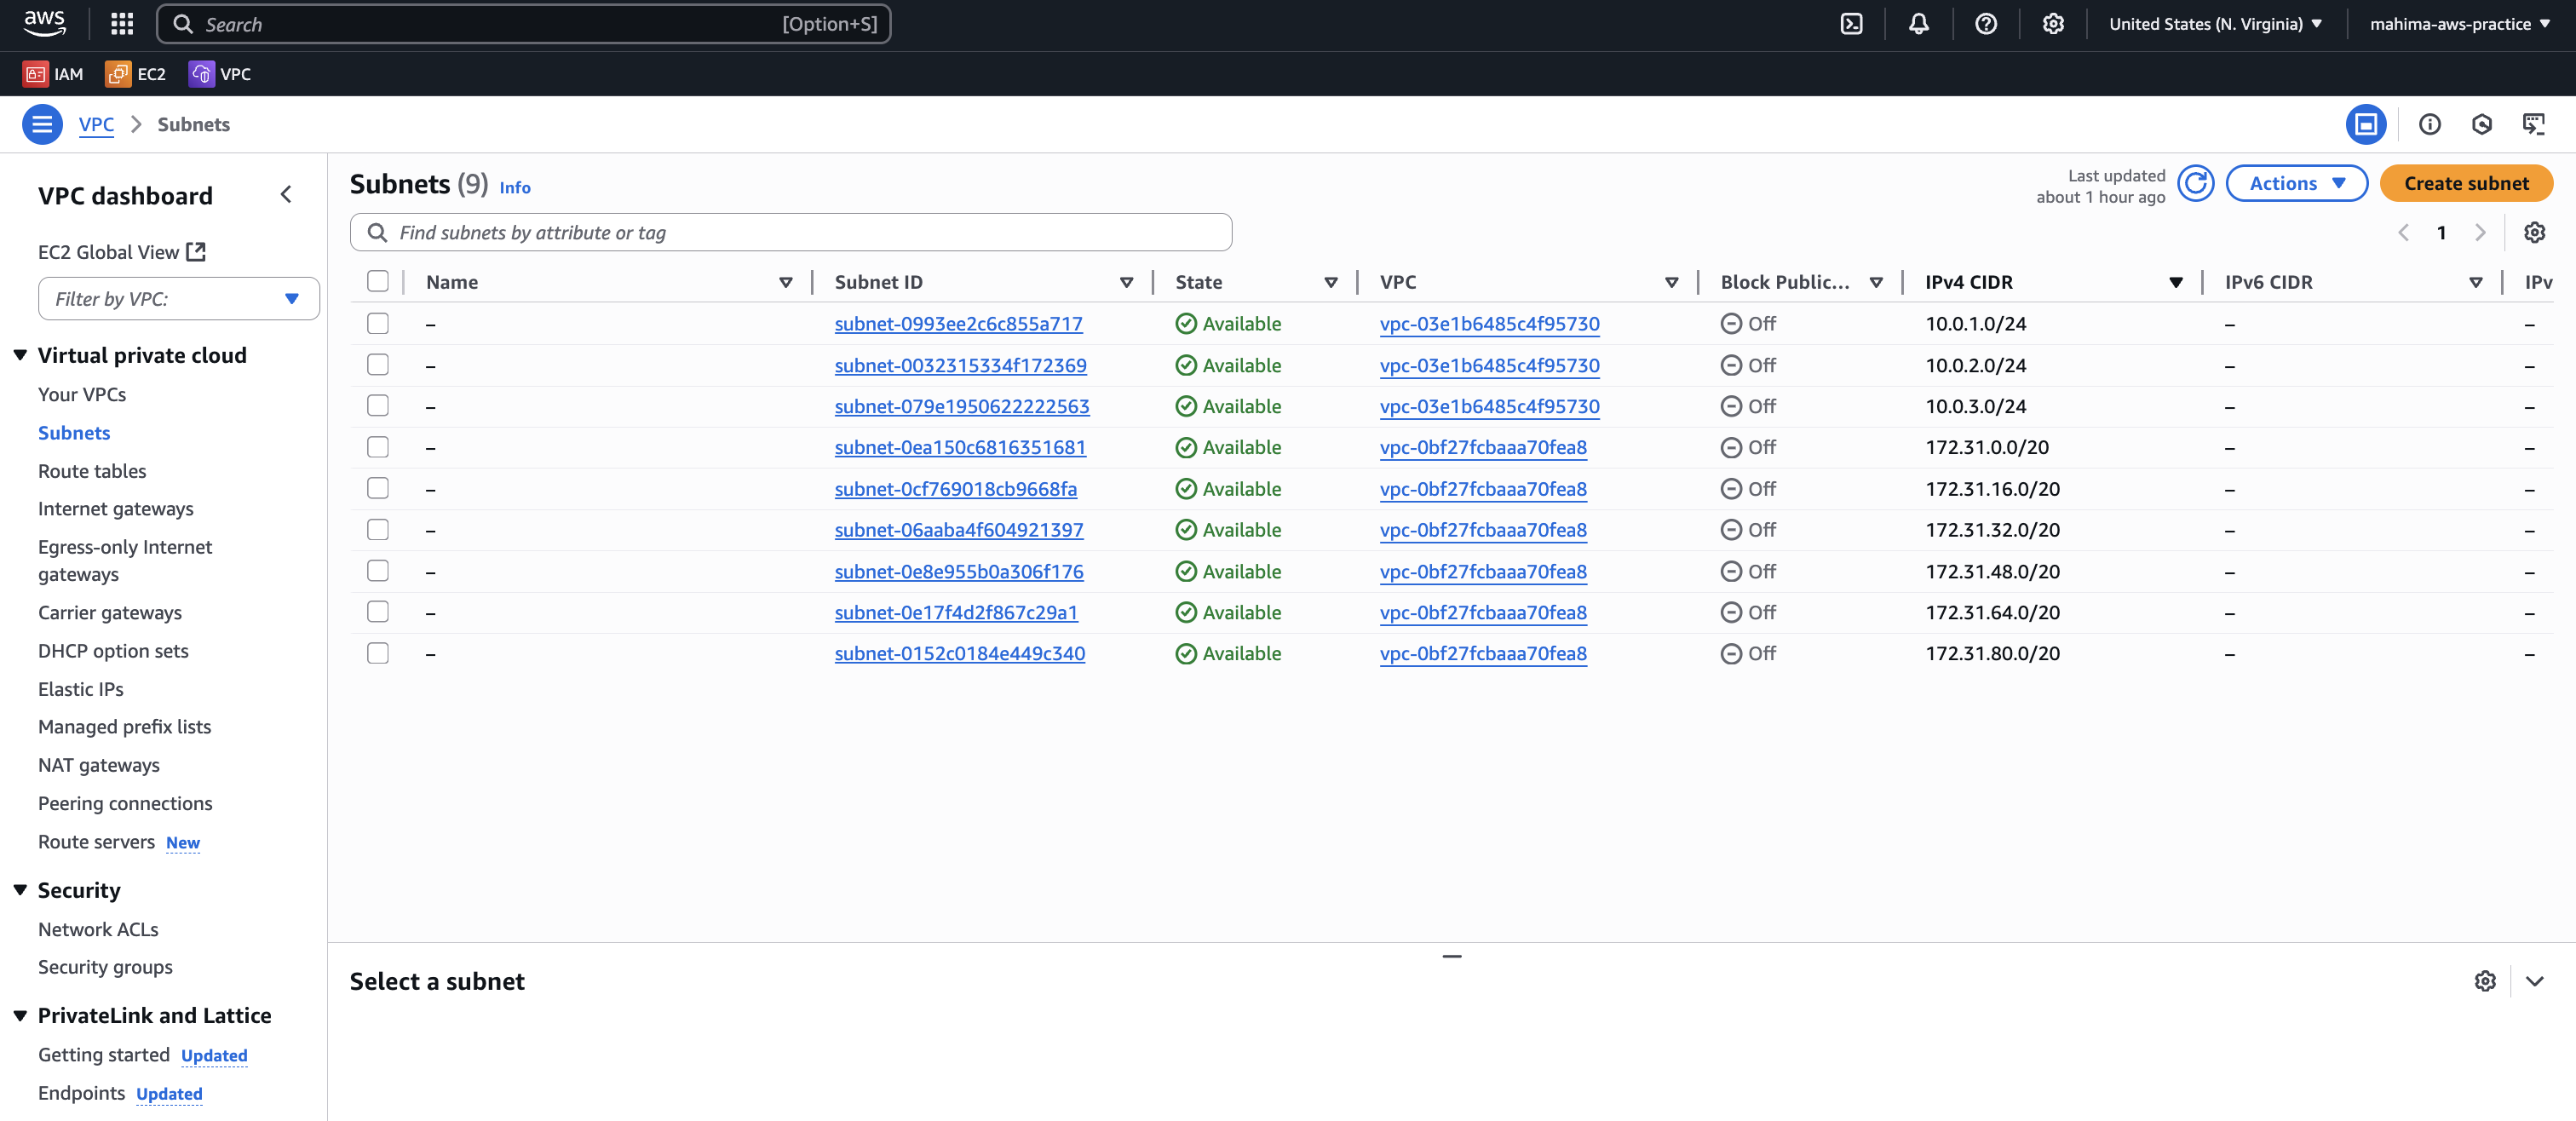 aws Search [Option+S] United States (N. Virginia) mahima-aws-practice
IAM EC2 VPC
VPC Subnets
VPC dashboard
EC2 Global View
Filter by VPC:
Virtual private cloud
Your VPCs
Subnets
Route tables
Internet gateways
Egress-only Internet
gateways
Carrier gateways
DHCP option sets
Elastic IPs
Managed prefix lists
NAT gateways
Peering connections
Route servers New
Security
Network ACLs
Security groups
PrivateLink and Lattice
Getting started Updated
Endpoints Updated
Subnets (9) Info
Last updated
about 1 hour ago
Actions Create subnet
Find subnets by attribute or tag
1
Name Subnet ID State VPC Block Public... IPv4 CIDR IPv6 CIDR IPv
– subnet-0993ee2c6c855a717 Available vpc-03e1b6485c4f95730 Off 10.0.1.0/24 – –
– subnet-0032315334f172369 Available vpc-03e1b6485c4f95730 Off 10.0.2.0/24 – –
– subnet-079e1950622222563 Available vpc-03e1b6485c4f95730 Off 10.0.3.0/24 – –
– subnet-0ea150c6816351681 Available vpc-0bf27fcbaaa70fea8 Off 172.31.0.0/20 – –
– subnet-0cf769018cb9668fa Available vpc-0bf27fcbaaa70fea8 Off 172.31.16.0/20 – –
– subnet-06aaba4f604921397 Available vpc-0bf27fcbaaa70fea8 Off 172.31.32.0/20 – –
– subnet-0e8e955b0a306f176 Available vpc-0bf27fcbaaa70fea8 Off 172.31.48.0/20 – –
– subnet-0e17f4d2f867c29a1 Available vpc-0bf27fcbaaa70fea8 Off 172.31.64.0/20 – –
– subnet-0152c0184e449c340 Available vpc-0bf27fcbaaa70fea8 Off 172.31.80.0/20 – –
Select a subnet